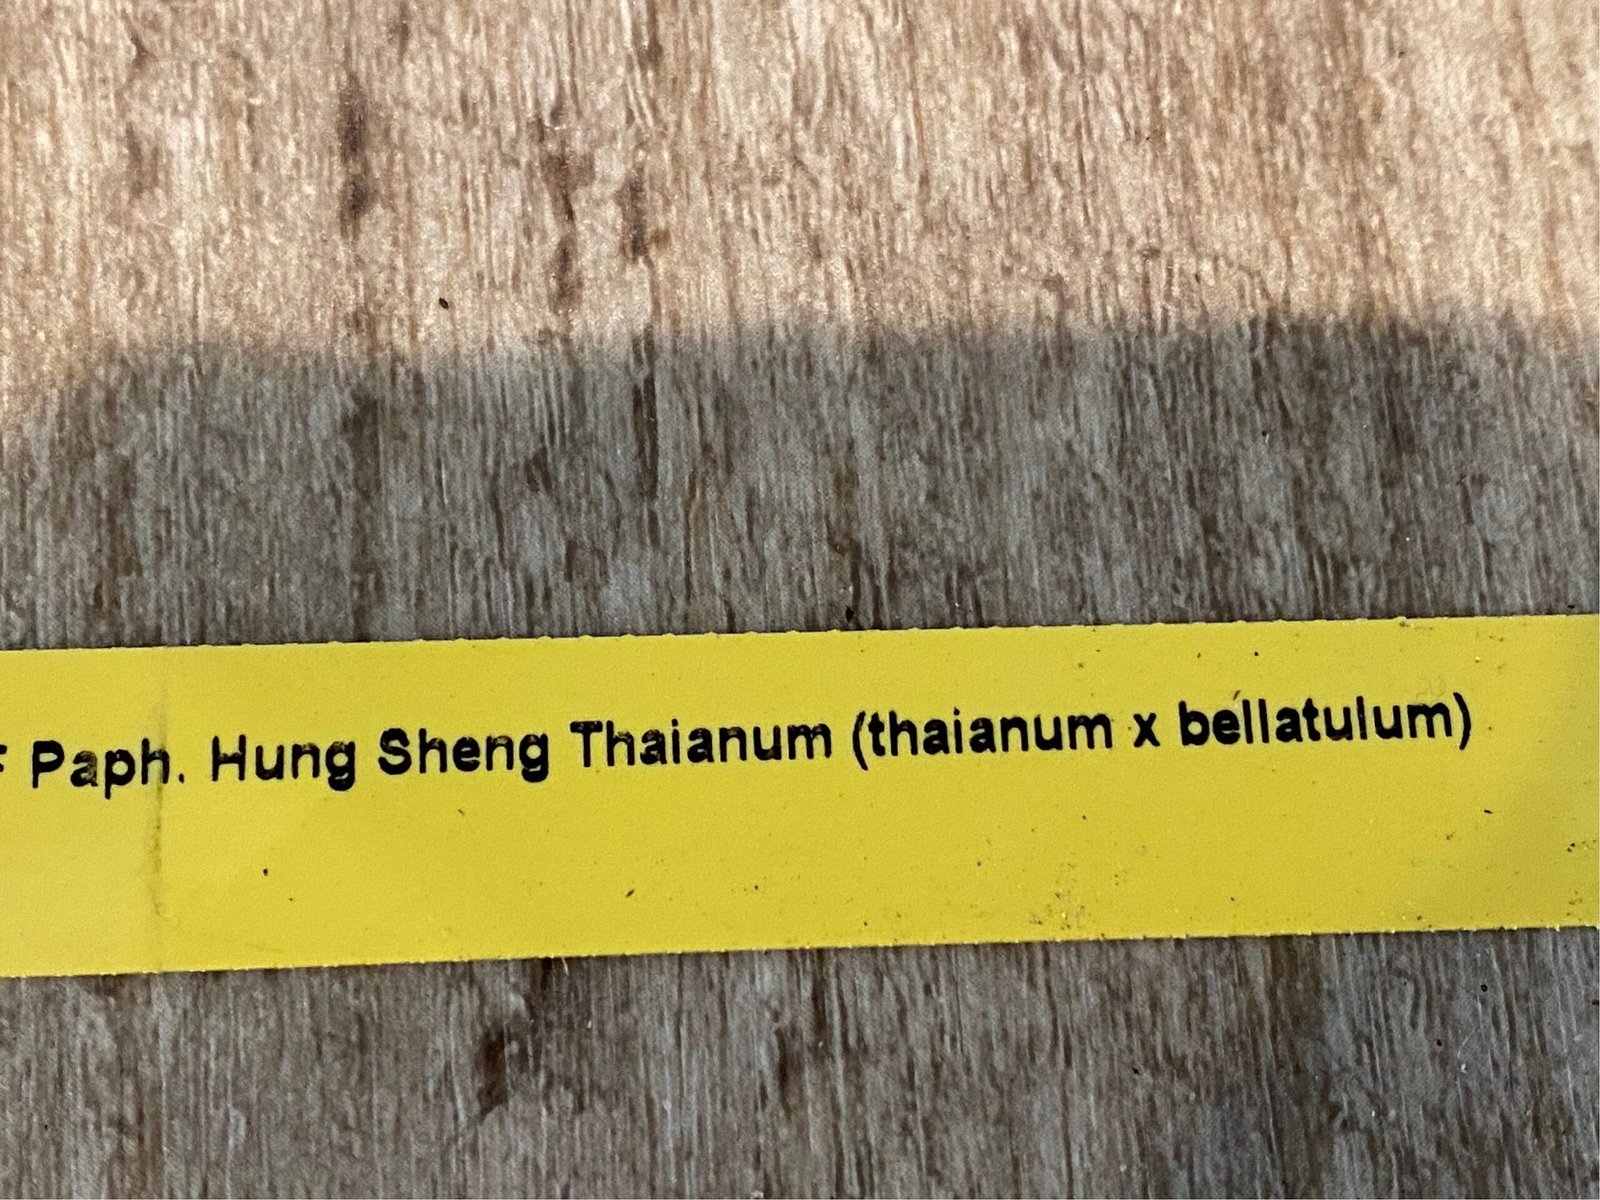 Paph. Hung Sheng Thaianum (thaianum x bellatulum)